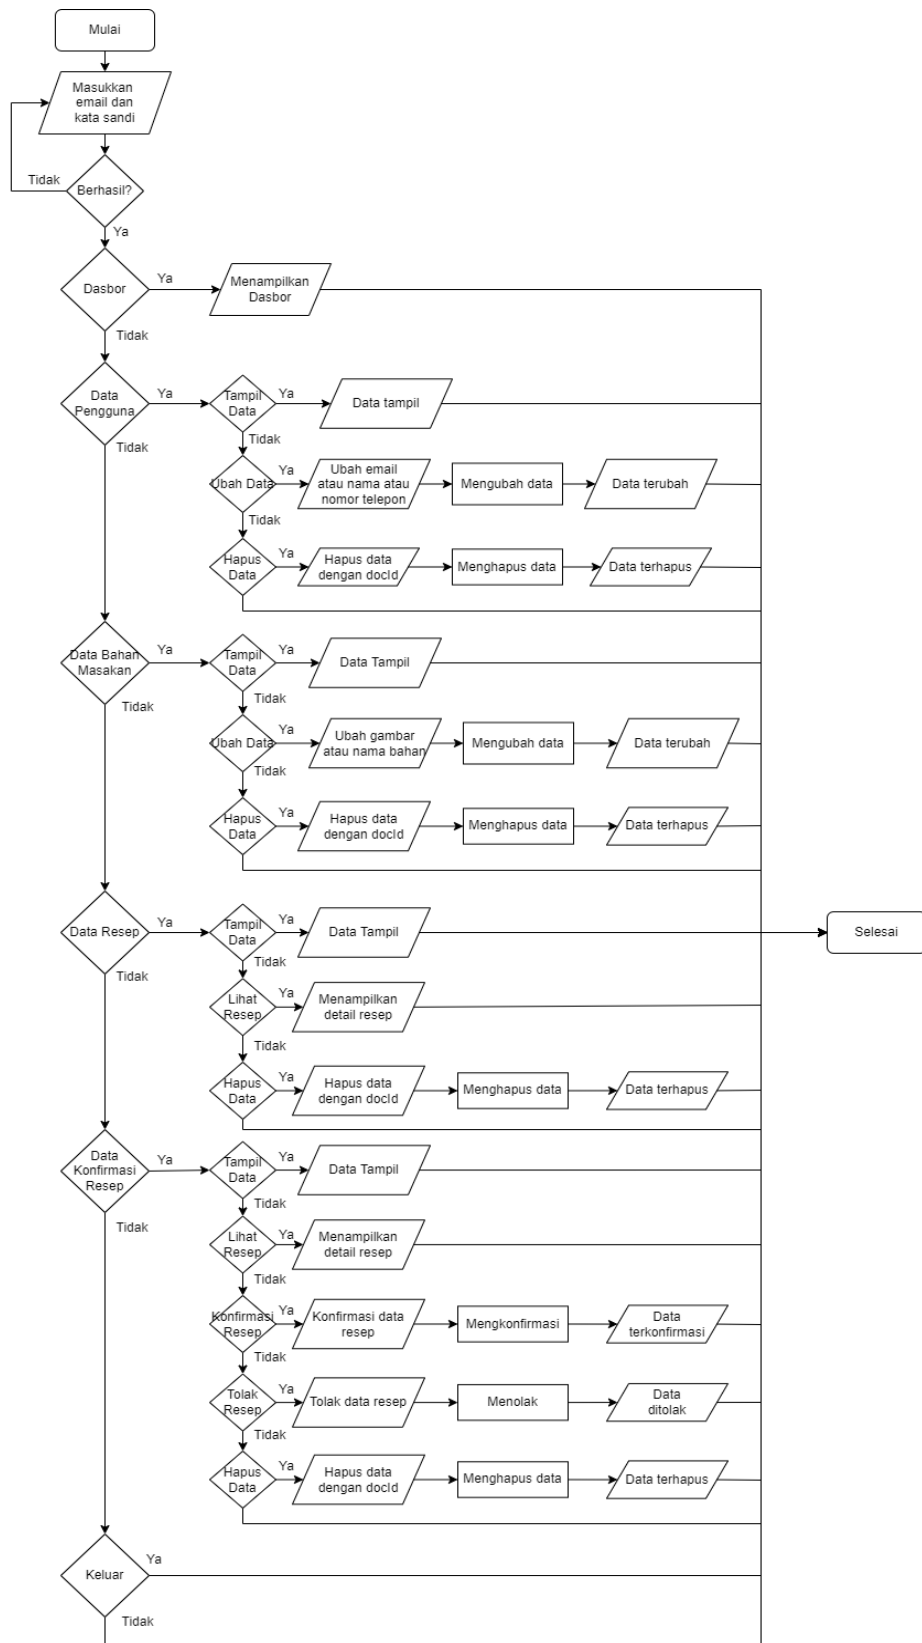 Mulai
Masukkan
email dan
kata sandi
Tidak
Berhasil?
Ya
Dasbor
Ya
Menampilkan
Dasbor
Tidak
Data
Pengguna
Ya
Tampil
Data
Ya
Data tampil
Tidak
Tidak
Ubah Data
Ya
Ubah email
atau nama atau
nomor telepon
Mengubah data
Data terubah
Tidak
Hapus
Data
Ya
Hapus data
dengan docId
Menghapus data
Data terhapus
Data Bahan
Masakan
Ya
Tampil
Data
Ya
Data Tampil
Tidak
Tidak
Ubah Data
Ya
Ubah gambar
atau nama bahan
Mengubah data
Data terubah
Tidak
Hapus
Data
Ya
Hapus data
dengan docId
Menghapus data
Data terhapus
Data Resep
Ya
Tampil
Data
Ya
Data Tampil
Selesai
Tidak
Tidak
Lihat
Resep
Ya
Menampilkan
detail resep
Tidak
Hapus
Data
Ya
Hapus data
dengan docId
Menghapus data
Data terhapus
Data
Konfirmasi
Resep
Ya
Tampil
Data
Ya
Data Tampil
Tidak
Tidak
Lihat
Resep
Ya
Menampilkan
detail resep
Tidak
Konfirmasi
Resep
Ya
Konfirmasi data
resep
Mengkonfirmasi
Data
terkonfirmasi
Tidak
Tolak
Resep
Ya
Tolak data resep
Menolak
Data
ditolak
Tidak
Hapus
Data
Ya
Hapus data
dengan docId
Menghapus data
Data terhapus
Keluar
Ya
Tidak